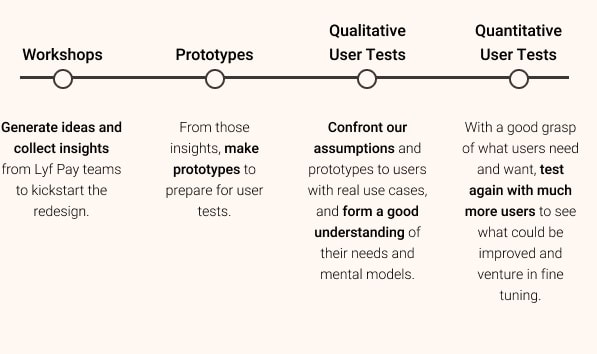 Workshops
Generate ideas and
collect insights
from Lyf Pay teams
to kickstart the
redesign.
Prototypes
From those
insights, make
prototypes to
prepare for user
tests.
Qualitative
User Tests
Confront our
assumptions and
prototypes to users
with real use cases,
and form a good
understanding of
their needs and
mental models.
Quantitative
User Tests
With a good grasp
of what users need
and want, test
again with much
more users to see
what could be
improved and
venture in fine
tuning.